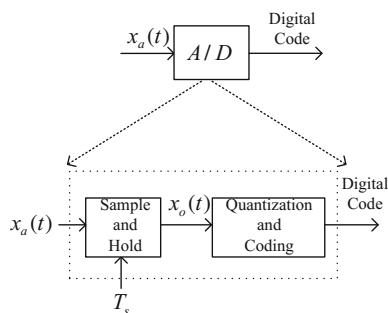 x_a(t)
A/D
Digital
Code
x_a(t)
Sample
and
Hold
x_o(t)
Quantization
and
Coding
Digital
Code
T_s